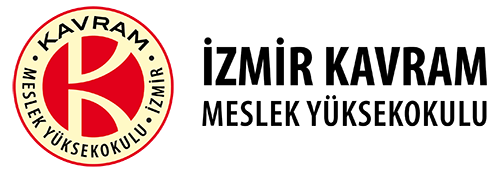 KAVRAM
MESLEK YÜKSEKOKULU · İZMİR
İZMİR KAVRAM
MESLEK YÜKSEKOKULU